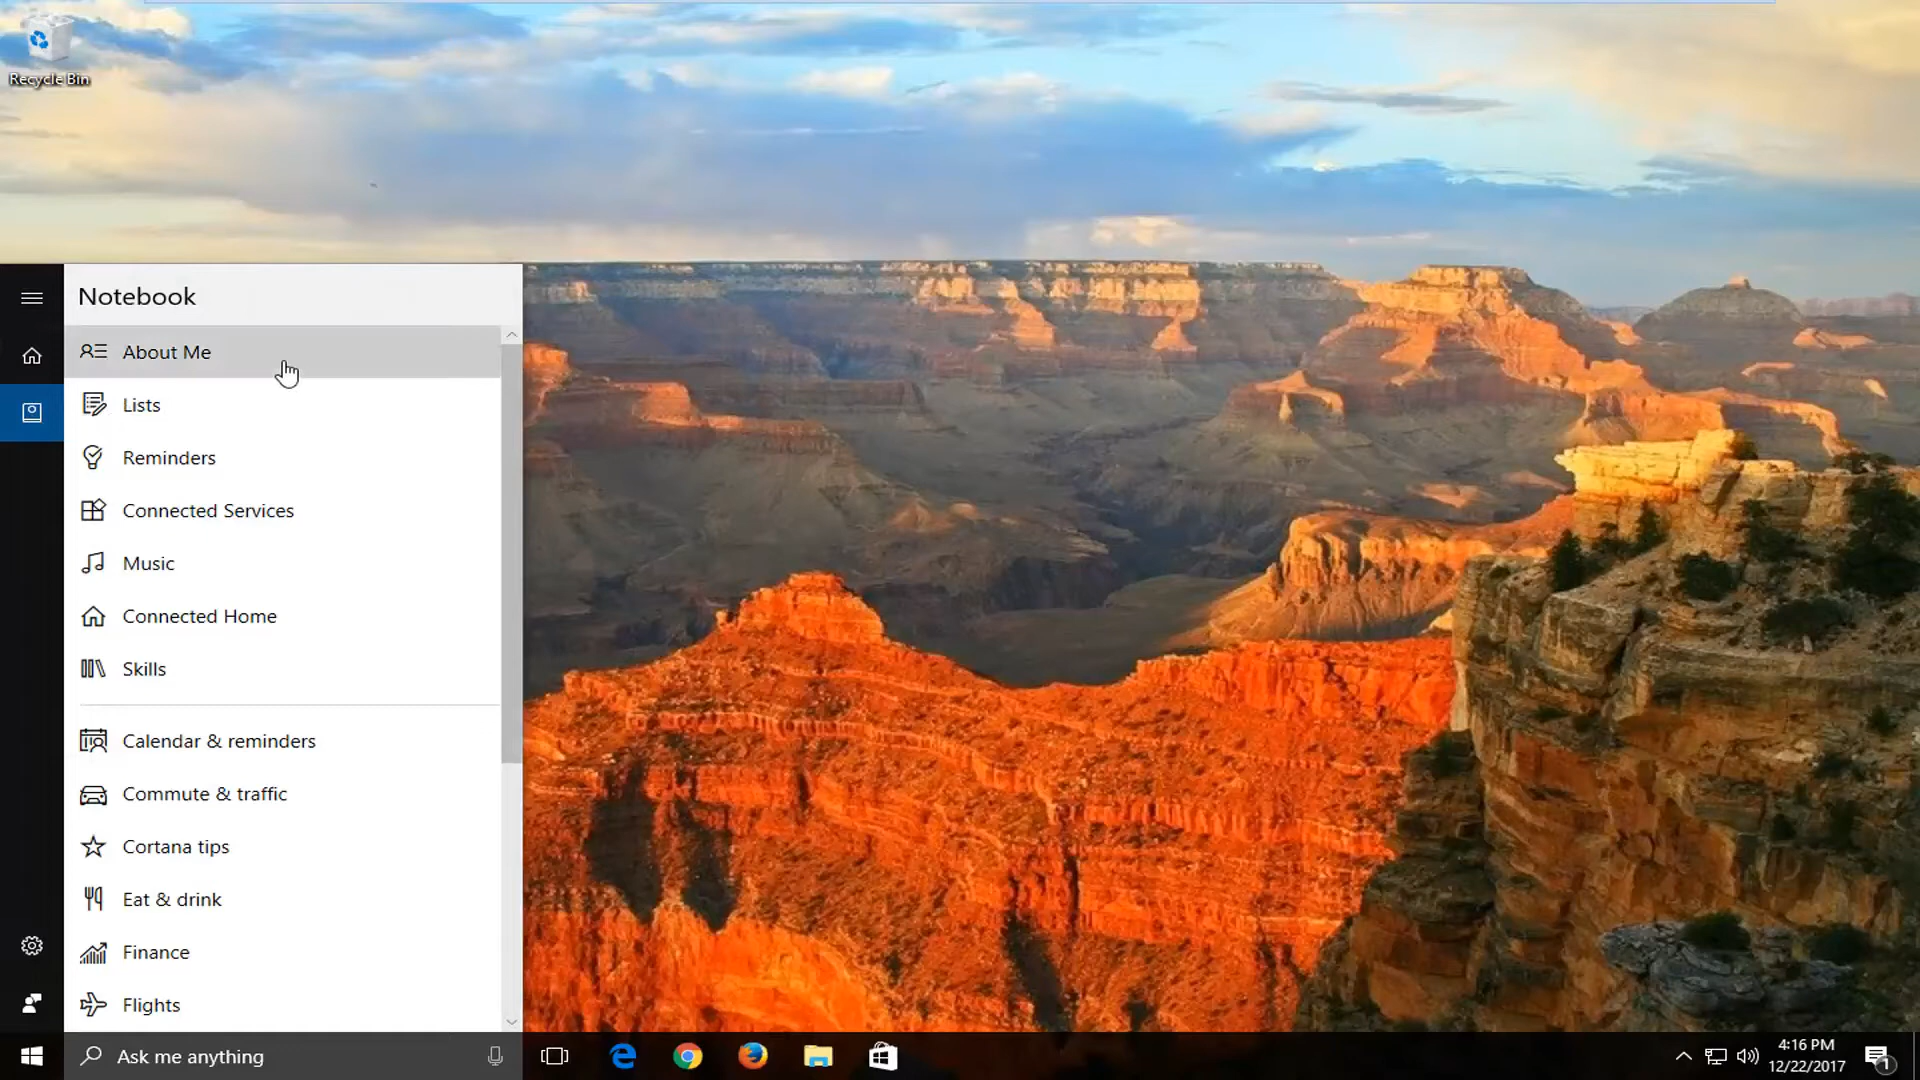 Recycle Bin
Notebook
About Me
Lists
Reminders
Connected Services
Music
Connected Home
Skills
Calendar & reminders
Commute & traffic
Cortana tips
Eat & drink
Finance
Flights
Ask me anything
4:16 PM
12/22/2017
1